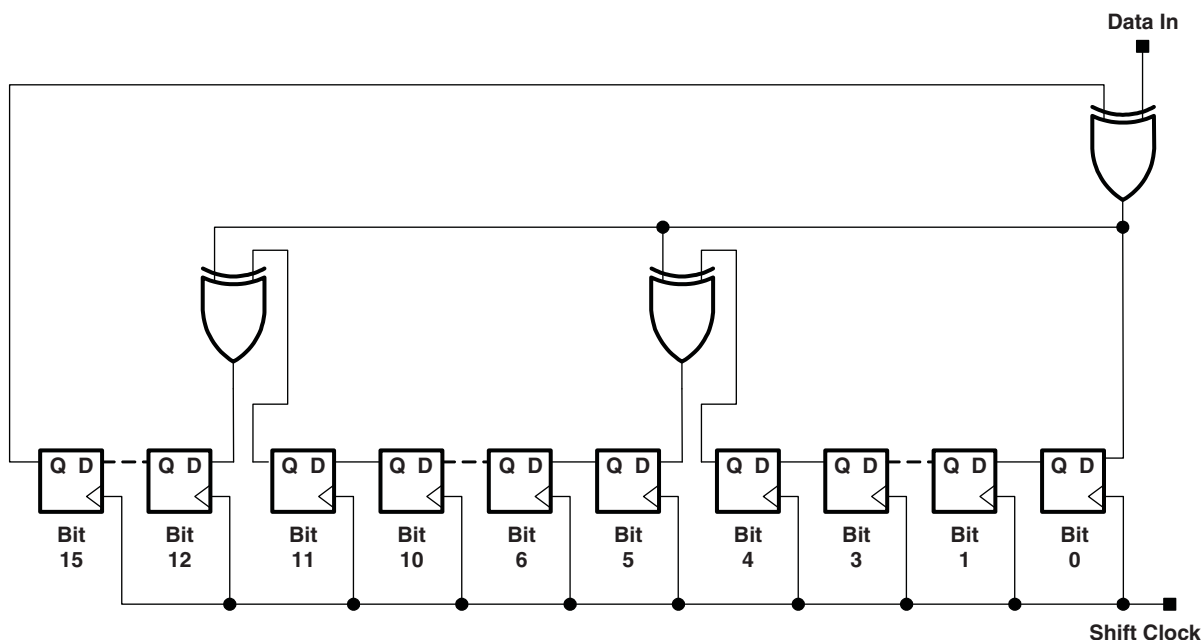 Data In
Q D
Q D
Q D
Q D
Q D
Q D
Q D
Q D
Q D
Q D
Bit
15
Bit
12
Bit
11
Bit
10
Bit
6
Bit
5
Bit
4
Bit
3
Bit
1
Bit
0
Shift Clock